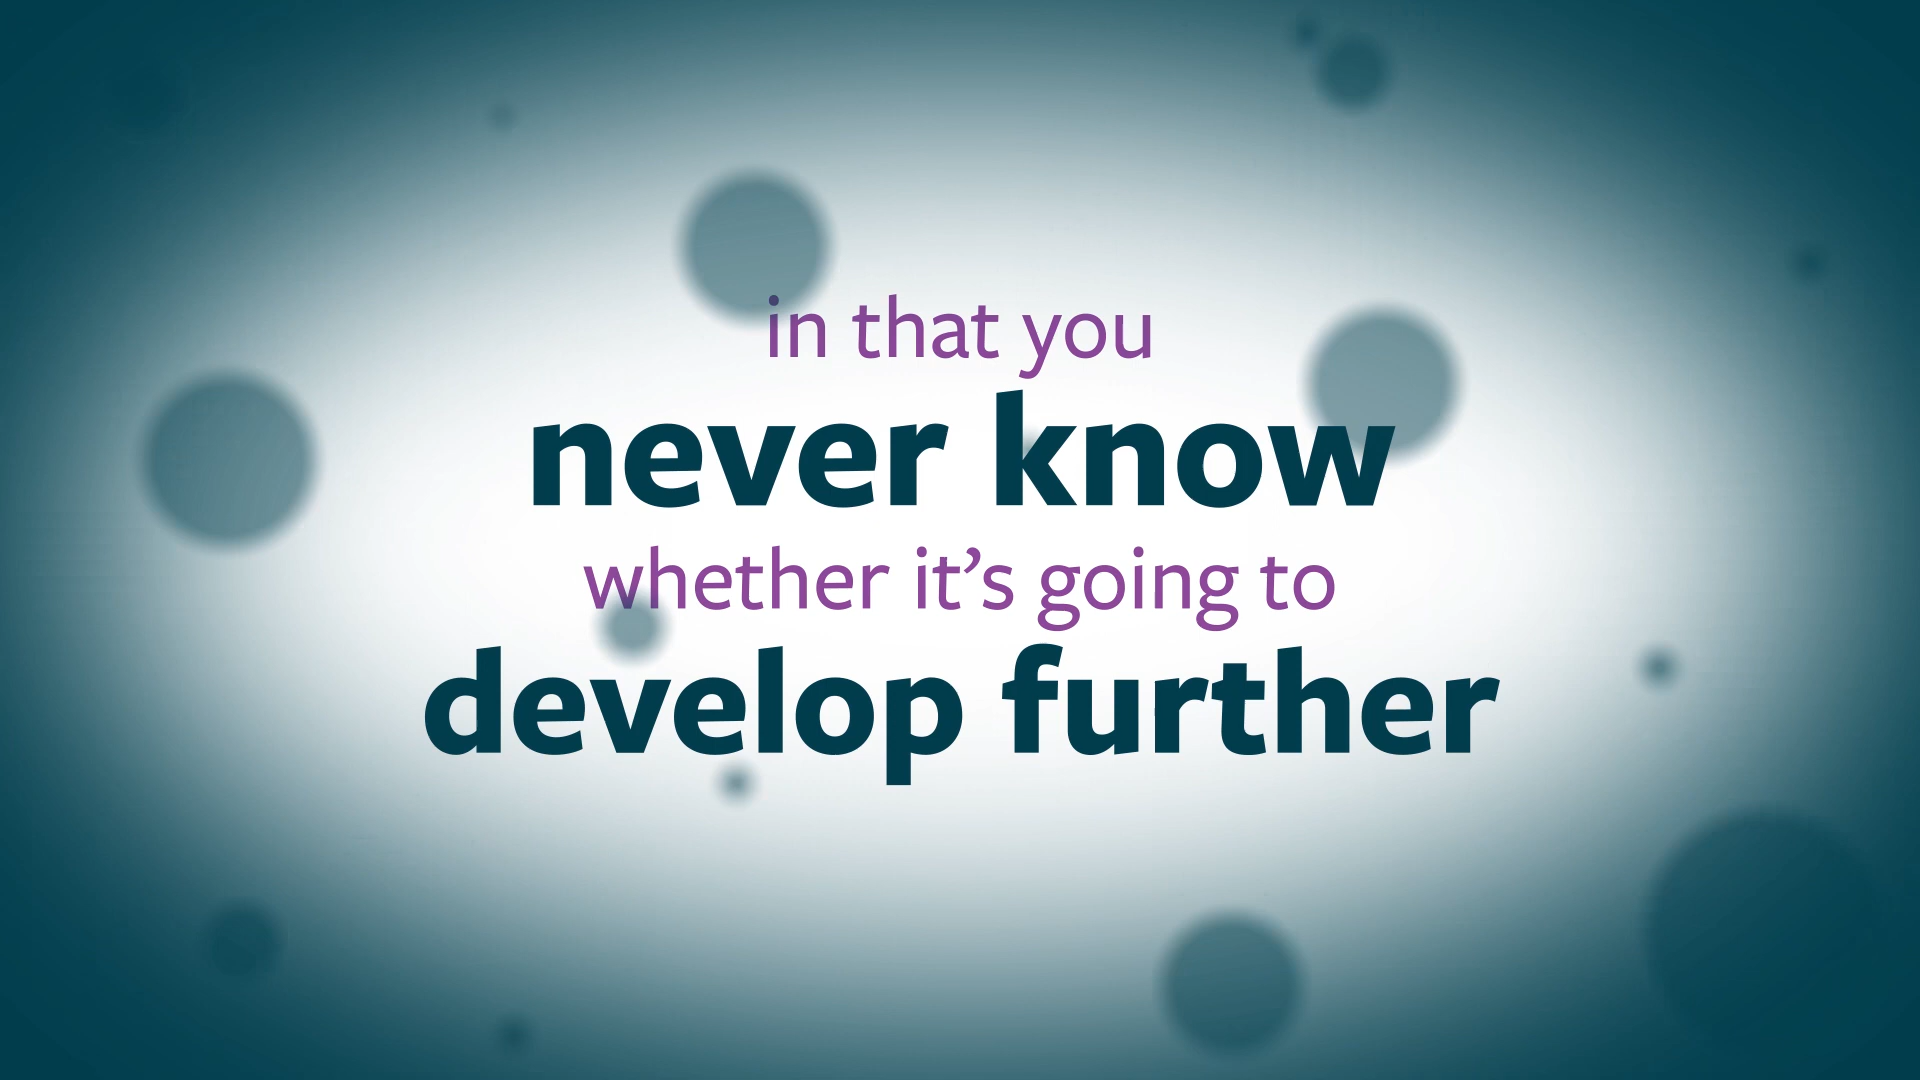 in that you
never know
whether it’s going to
develop further